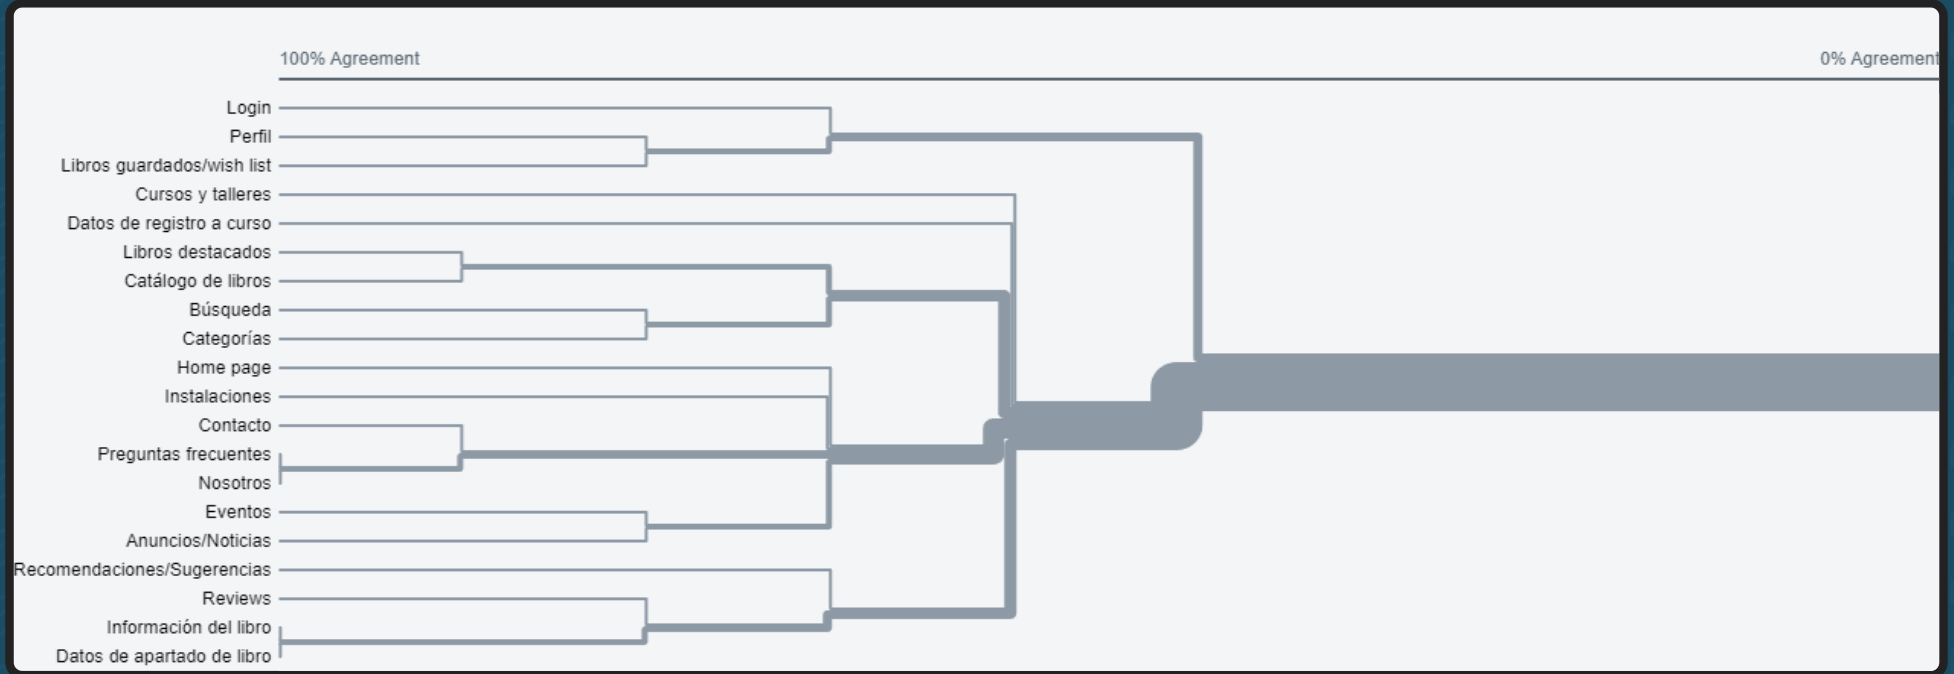 100% Agreement
0% Agreement
Login
Perfil
Libros guardados/wish list
Cursos y talleres
Datos de registro a curso
Libros destacados
Catálogo de libros
Búsqueda
Categorías
Home page
Instalaciones
Contacto
Preguntas frecuentes
Nosotros
Eventos
Anuncios/Noticias
Recomendaciones/Sugerencias
Reviews
Información del libro
Datos de apartado de libro